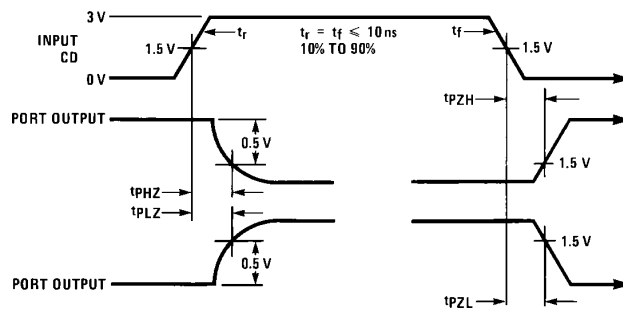 3 V
INPUT
CD
1.5 V
0 V
tr
tr = tf ≤ 10 ns
10% TO 90%
tf
1.5 V
tPZH
PORT OUTPUT
0.5 V
1.5 V
tPHZ
tPLZ
0.5 V
1.5 V
PORT OUTPUT
tPZL